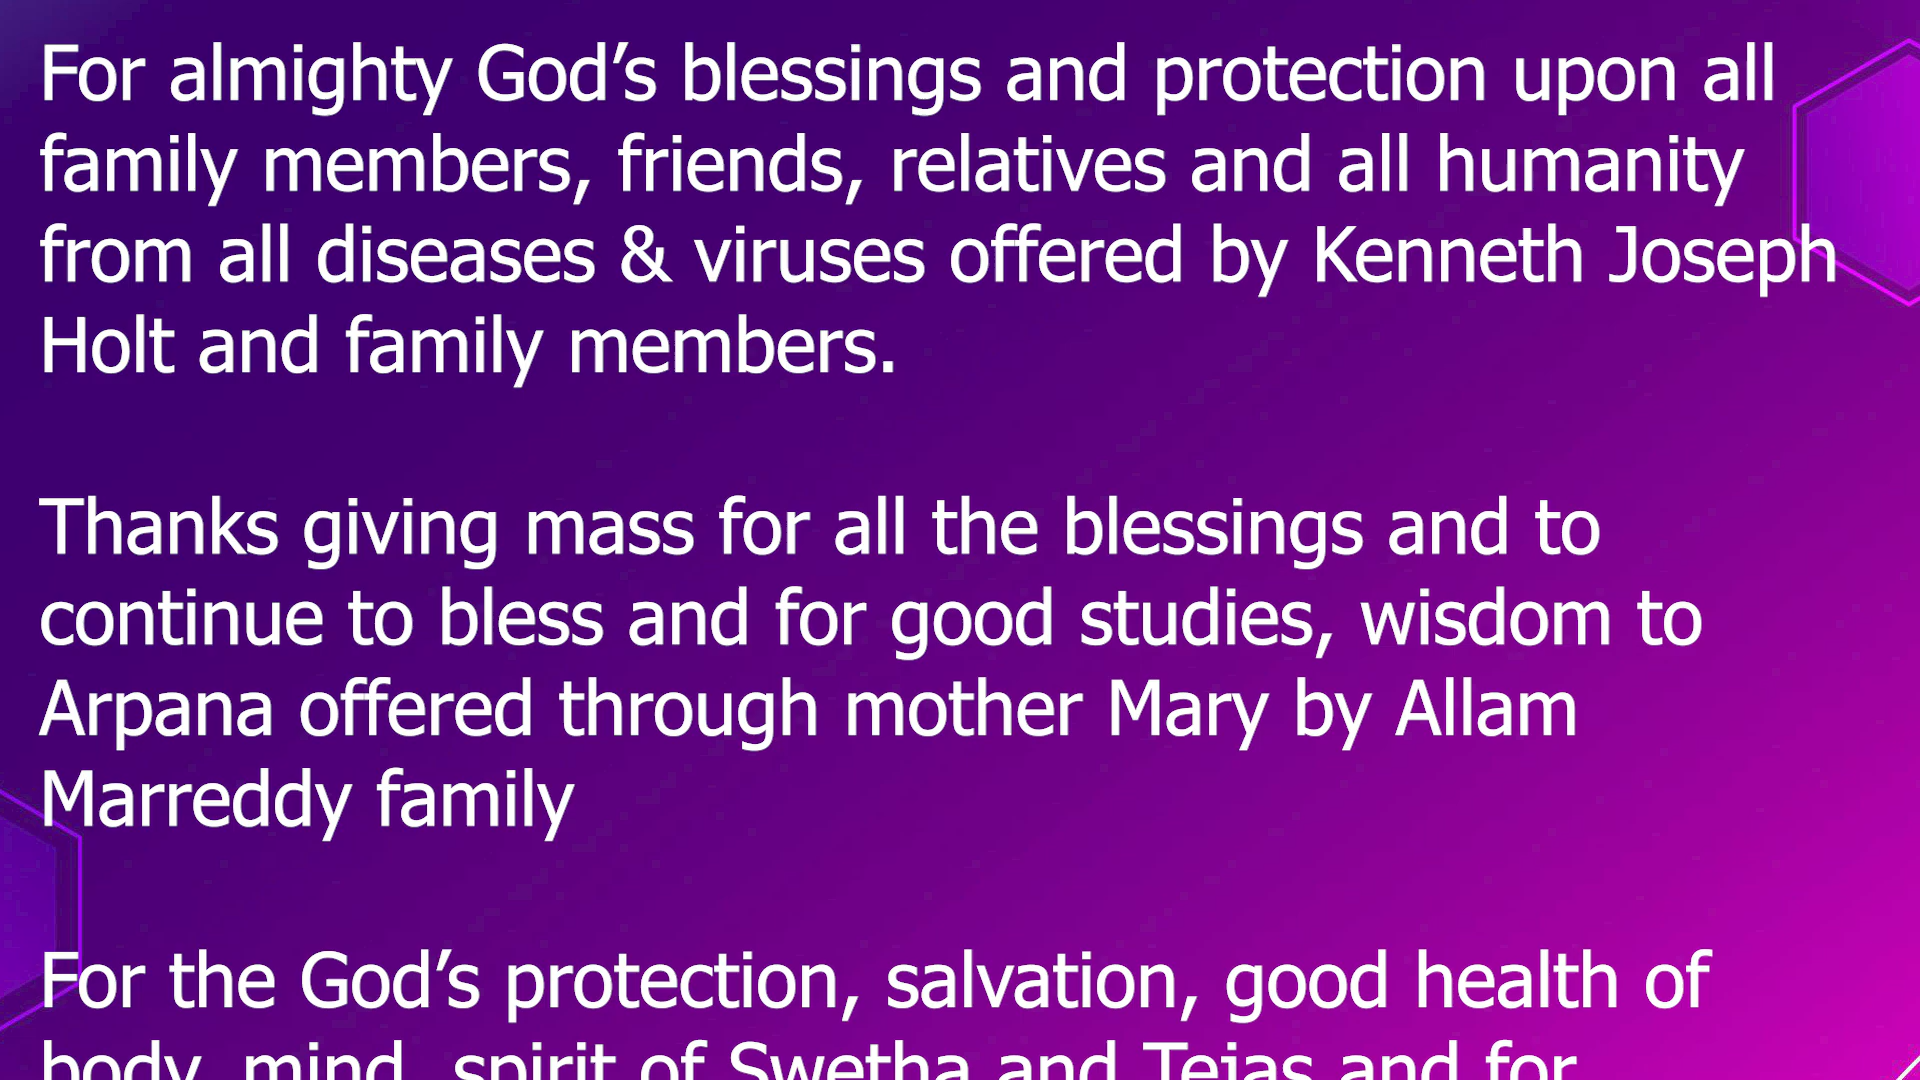 For almighty God’s blessings and protection upon all
family members, friends, relatives and all humanity
from all diseases & viruses offered by Kenneth Joseph
Holt and family members.
Thanks giving mass for all the blessings and to
continue to bless and for good studies, wisdom to
Arpana offered through mother Mary by Allam
Marreddy family
For the God’s protection, salvation, good health of
body, mind, spirit of Swetha and Tejas and for